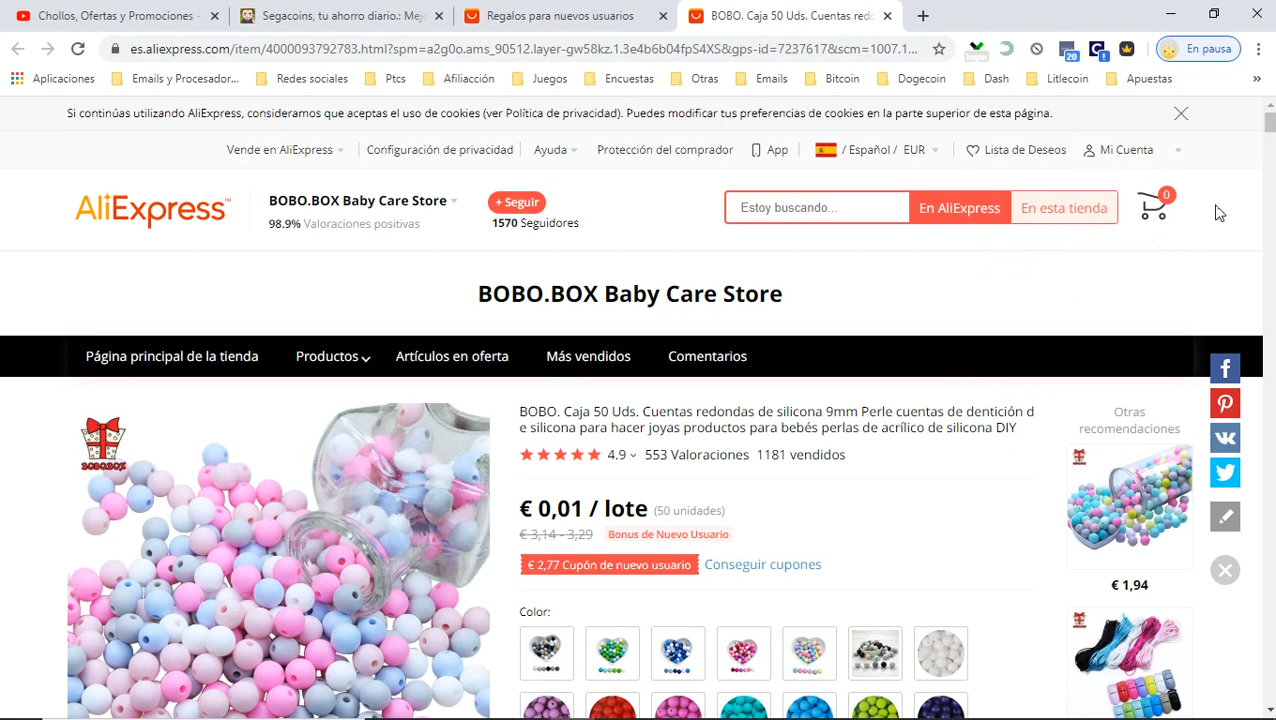 Chollos, Ofertas y Promociones -
Segacoins, tu ahorro diario.: Mej
Regalos para nuevos usuarios
BOBO. Caja 50 Uds. Cuentas redon
es.aliexpress.com/item/4000093792783.html?spm=a2g0o.ams_90512.layer-gw58kz.1.3e4b6b04fpS4XS&gps-id=7237617&scm=1007.1...
20
En pausa
Aplicaciones
Emails y Procesador...
Redes sociales
Ptcs
Afiliacción
Juegos
Encuestas
Otras
Emails
Bitcoin
Dogecoin
Dash
Litlecoin
Apuestas
Si continúas utilizando AliExpress, consideramos que aceptas el uso de cookies (ver Política de privacidad). Puedes modificar tus preferencias de cookies en la parte superior de esta página.
Vende en AliExpress
Configuración de privacidad
Ayuda
Protección del comprador
App
/ Español / EUR
Lista de Deseos
Mi Cuenta
AliExpress™
BOBO.BOX Baby Care Store
98.9% Valoraciones positivas
+ Seguir
1570 Seguidores
Estoy buscando...
En AliExpress
En esta tienda
0
BOBO.BOX Baby Care Store
Página principal de la tienda
Productos
Artículos en oferta
Más vendidos
Comentarios
BOBO.BOX
BOBO. Caja 50 Uds. Cuentas redondas de silicona 9mm Perle cuentas de dentición d
e silicona para hacer joyas productos para bebés perlas de acrílico de silicona DIY
4.9
553 Valoraciones
1181 vendidos
€ 0,01 / lote (50 unidades)
€ 3,14 - 3,29
Bonus de Nuevo Usuario
€ 2,77 Cupón de nuevo usuario
Conseguir cupones
Color:
Otras
recomendaciones
€ 1,94